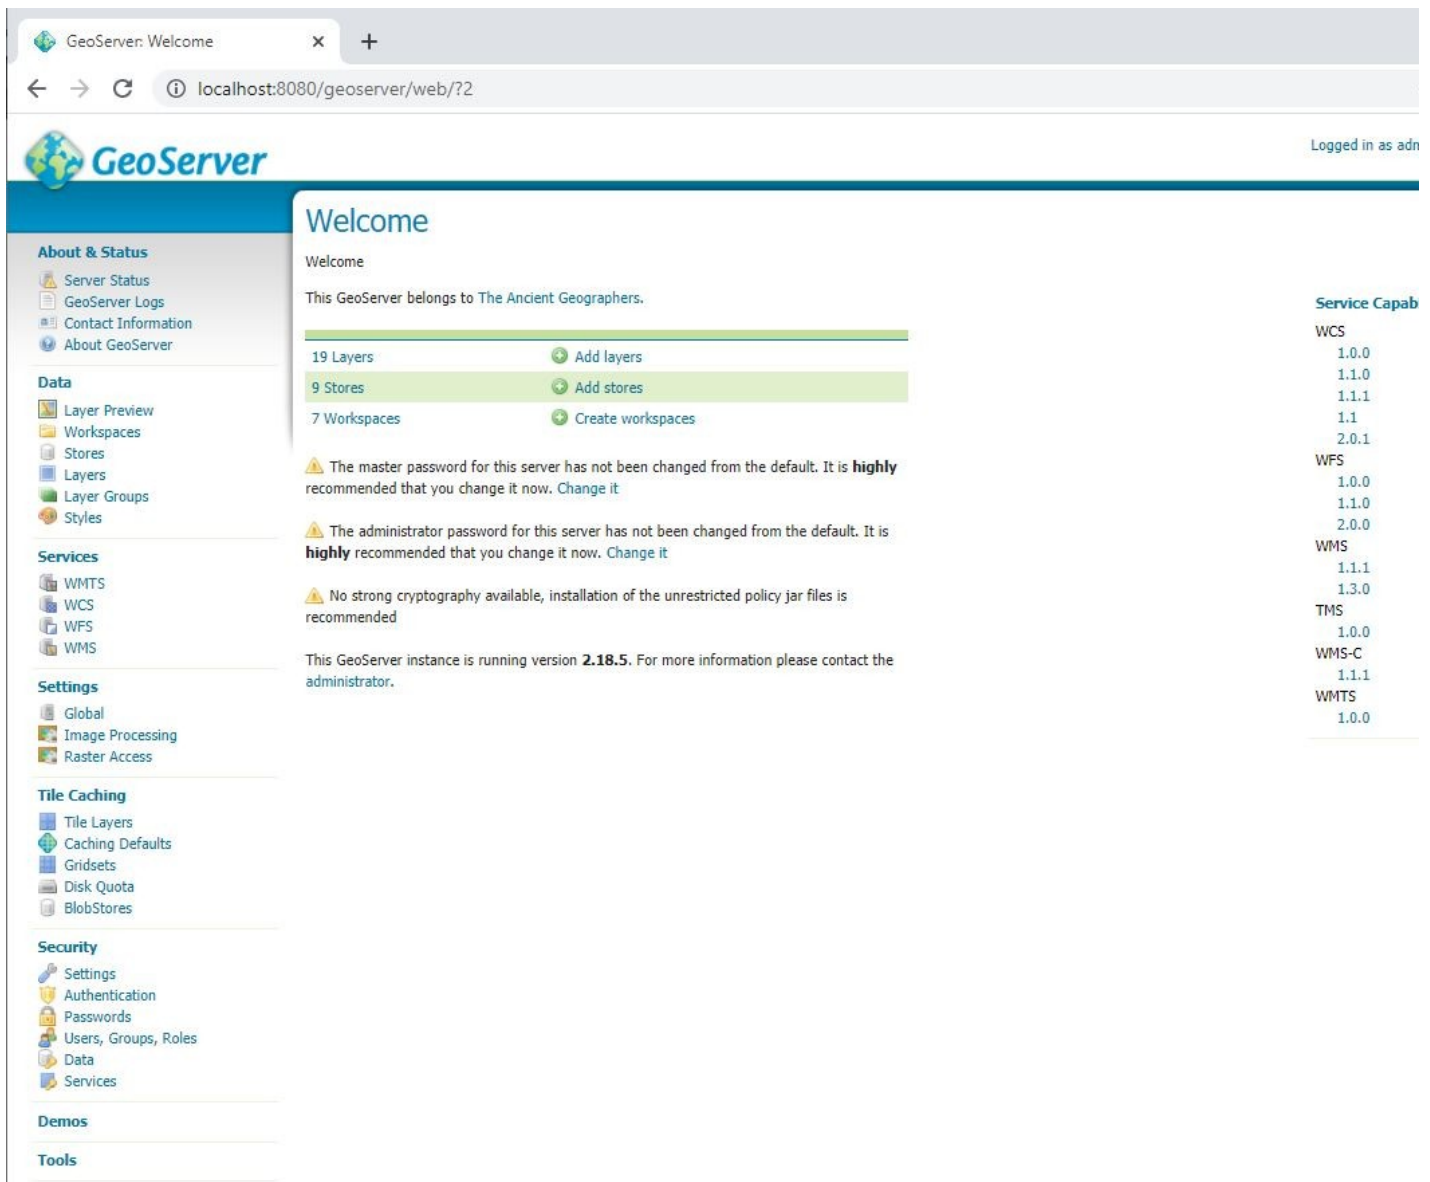 GeoServer: Welcome
localhost:8080/geoserver/web/?2
GeoServer
Logged in as adm
About & Status
Server Status
GeoServer Logs
Contact Information
About GeoServer
Data
Layer Preview
Workspaces
Stores
Layers
Layer Groups
Styles
Services
WMTS
WCS
WFS
WMS
Settings
Global
Image Processing
Raster Access
Tile Caching
Tile Layers
Caching Defaults
Gridsets
Disk Quota
BlobStores
Security
Settings
Authentication
Passwords
Users, Groups, Roles
Data
Services
Demos
Tools
Welcome
Welcome
This GeoServer belongs to The Ancient Geographers.
19 Layers Add layers
9 Stores Add stores
7 Workspaces Create workspaces
The master password for this server has not been changed from the default. It is highly
recommended that you change it now. Change it
The administrator password for this server has not been changed from the default. It is
highly recommended that you change it now. Change it
No strong cryptography available, installation of the unrestricted policy jar files is
recommended
This GeoServer instance is running version 2.18.5. For more information please contact the
administrator.
Service Capab
WCS
1.0.0
1.1.0
1.1.1
1.1
2.0.1
WFS
1.0.0
1.1.0
2.0.0
WMS
1.1.1
1.3.0
TMS
1.0.0
WMS-C
1.1.1
WMTS
1.0.0